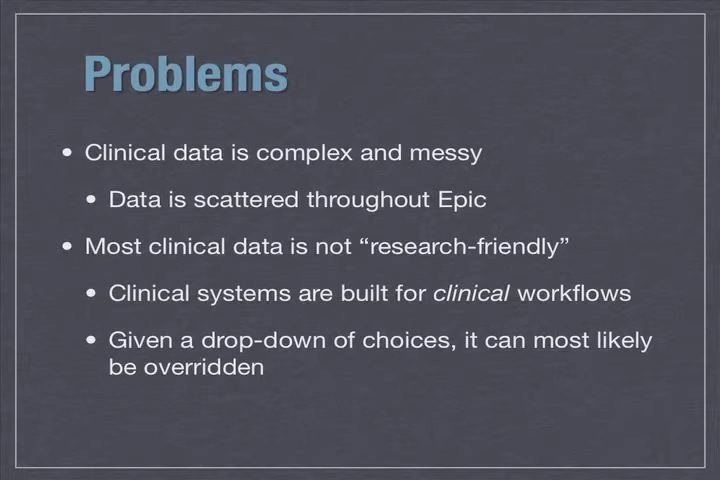 Problems
• Clinical data is complex and messy
• Data is scattered throughout Epic
• Most clinical data is not “research-friendly”
• Clinical systems are built for clinical workflows
• Given a drop-down of choices, it can most likely
be overridden